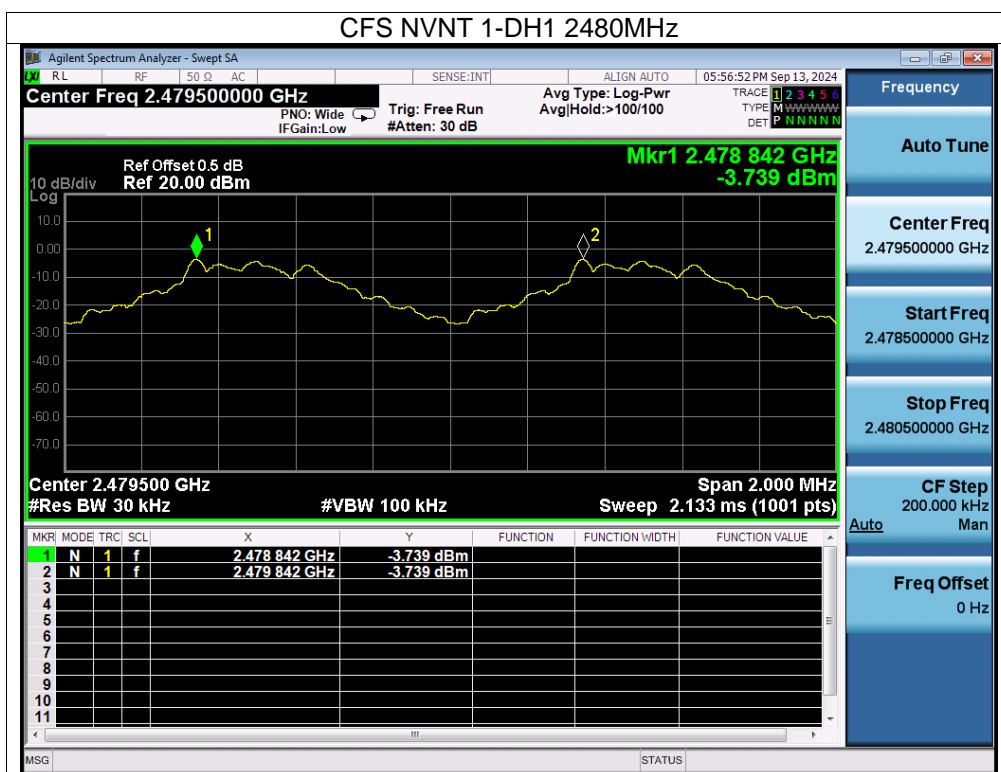 CFS NVNT 1-DH1 2480MHz
Agilent Spectrum Analyzer - Swept SA
LXI RL RF 50 Ω AC SENSE:INT ALIGN AUTO 05:56:52 PM Sep 13, 2024
Center Freq 2.479500000 GHz
PNO: Wide
IFGain:Low
Trig: Free Run
#Atten: 30 dB
Avg Type: Log-Pwr
Avg|Hold:>100/100
TRACE 1 2 3 4 5 6
TYPE M WWWWW
DET P N N N N N
Ref Offset 0.5 dB
Ref 20.00 dBm
10 dB/div
Log
Mkr1 2.478 842 GHz
-3.739 dBm
10.0
0.00
-10.0
-20.0
-30.0
-40.0
-50.0
-60.0
-70.0
1
2
Center 2.479500 GHz
Span 2.000 MHz
#Res BW 30 kHz
#VBW 100 kHz
Sweep 2.133 ms (1001 pts)
MKR MODE TRC SCL X Y FUNCTION FUNCTION WIDTH FUNCTION VALUE
1 N 1 f 2.478 842 GHz -3.739 dBm
2 N 1 f 2.479 842 GHz -3.739 dBm
3
4
5
6
7
8
9
10
11
MSG
STATUS
Frequency
Auto Tune
Center Freq
2.479500000 GHz
Start Freq
2.478500000 GHz
Stop Freq
2.480500000 GHz
CF Step
200.000 kHz
Auto Man
Freq Offset
0 Hz